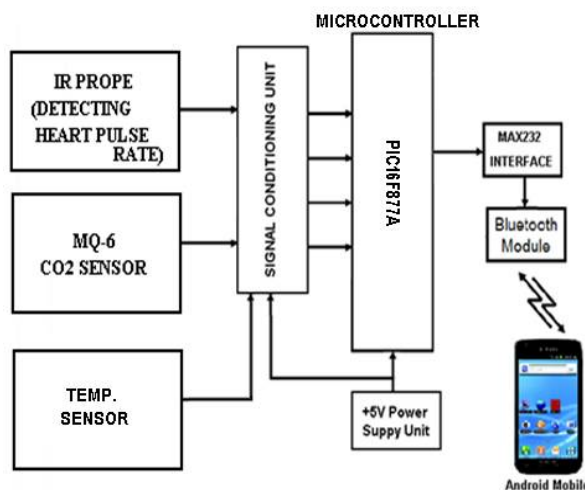 MICROCONTROLLER
IR PROPE
(DETECTING
HEART PULSE
RATE)
MQ-6
CO2 SENSOR
TEMP.
SENSOR
SIGNAL CONDITIONING UNIT
PIC16F877A
MAX232
INTERFACE
Bluetooth
Module
+5V Power
Suppy Unit
Android Mobile